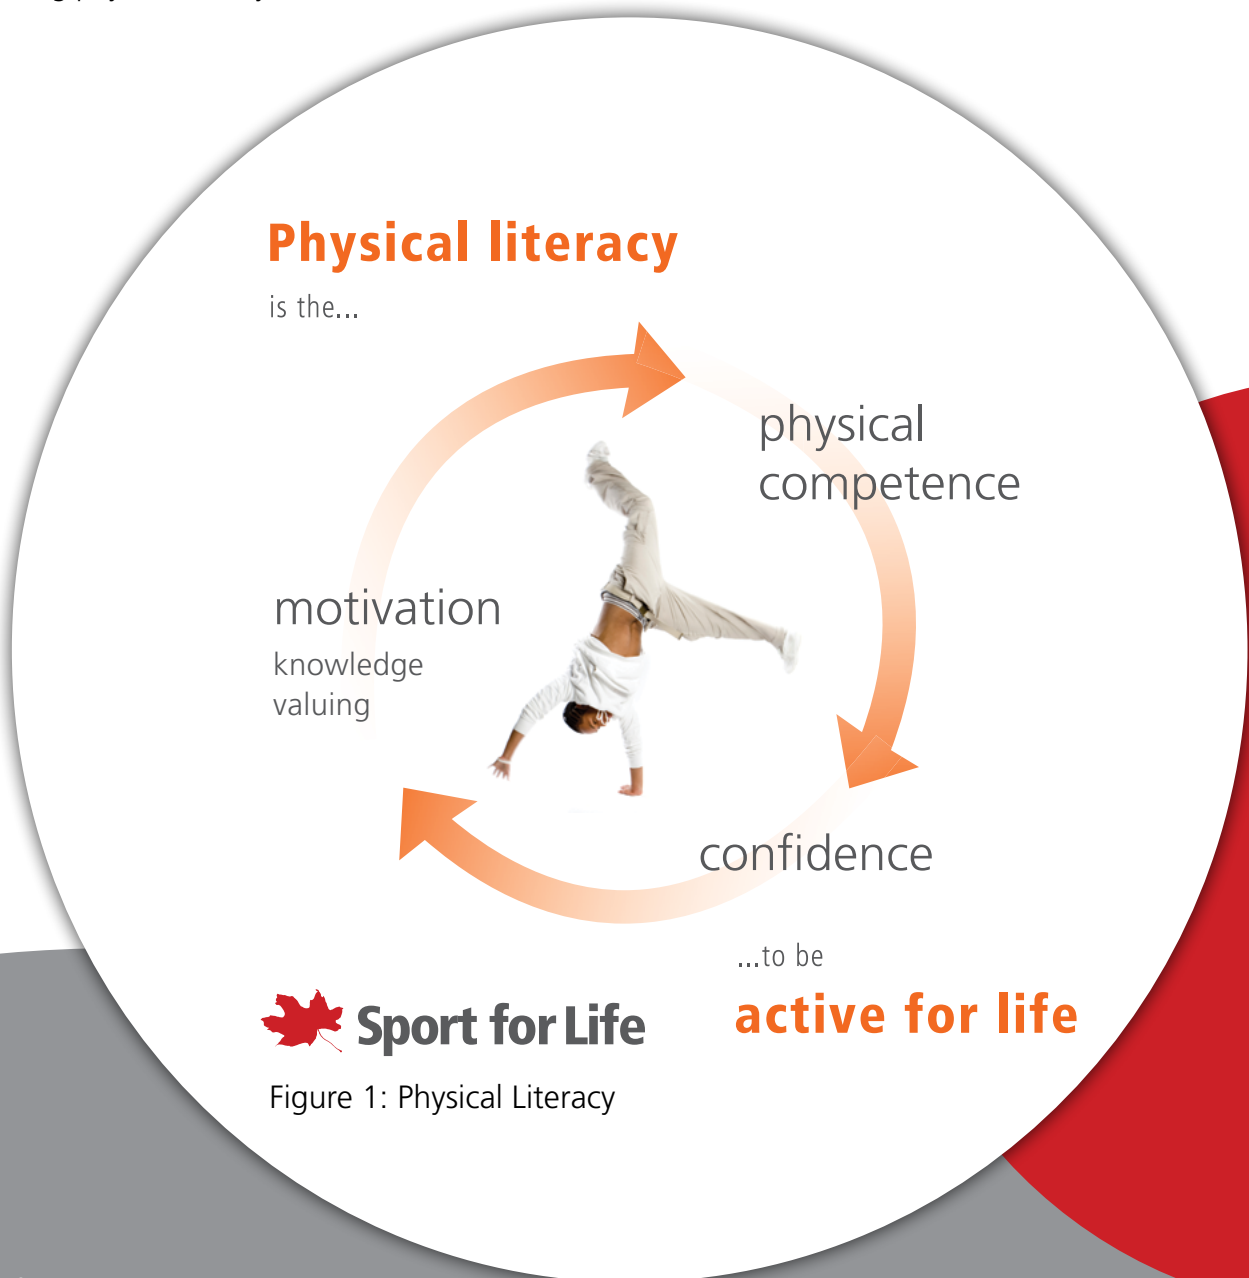 Physical literacy
is the...
physical
competence
motivation
knowledge
valuing
confidence
...to be
active for life
Sport for Life
Figure 1: Physical Literacy